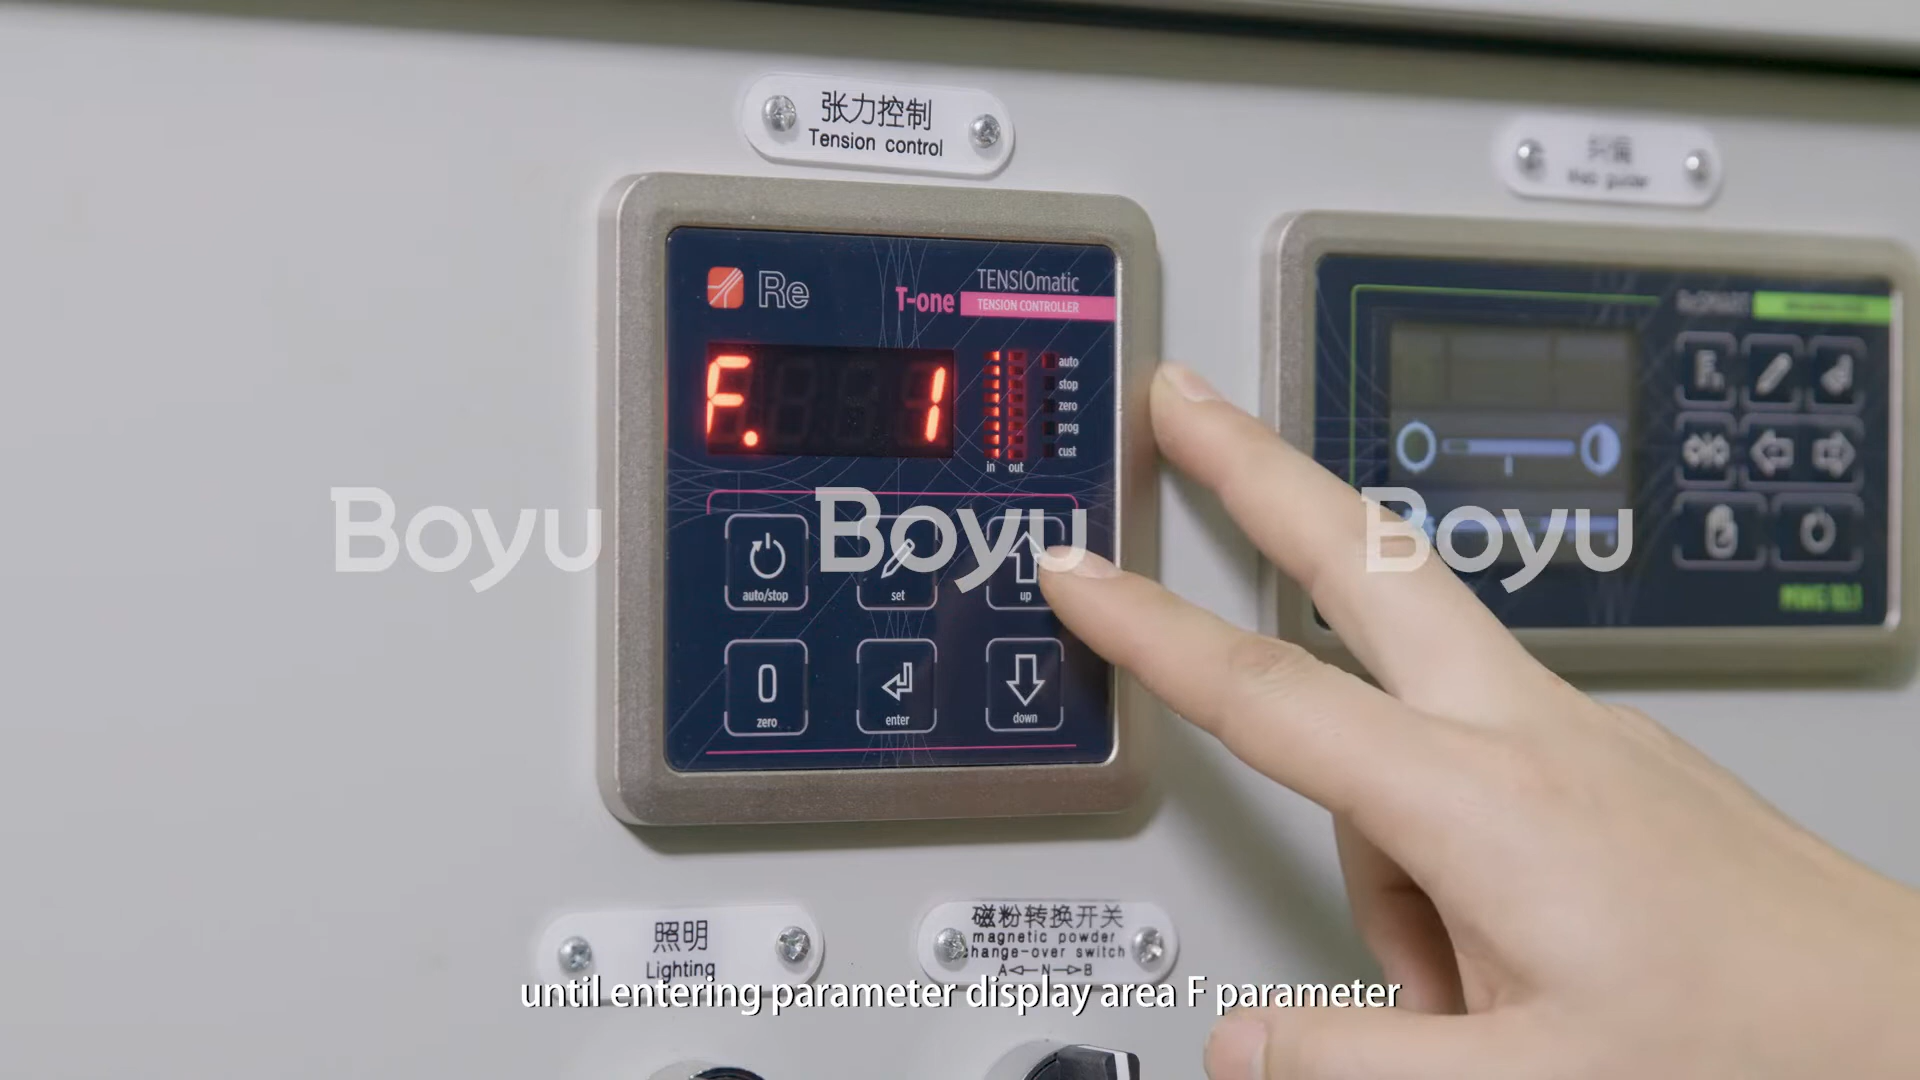 张力控制
Tension control
Re
TENSIOmatic
T-one
TENSION CONTROLLER
F. 1
auto
stop
zero
prog
cust
in out
Boyu Boyu Boyu
auto/stop
set
up
0
zero
enter
down
照明
Lighting
磁粉转换开关
magnetic powder
change-over switch
A N B
until entering parameter display area F parameter